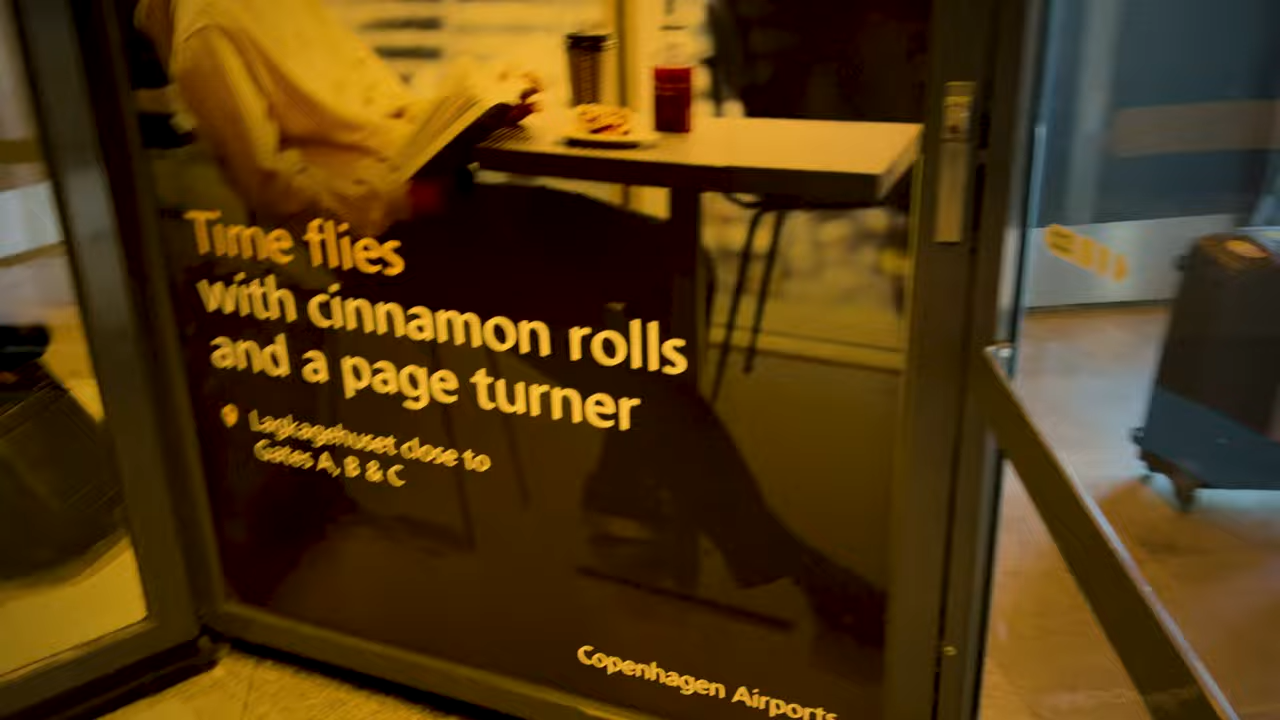 Time flies
with cinnamon rolls
and a page turner
Lagkagehuset close to
Gates A, B & C
Copenhagen Airports